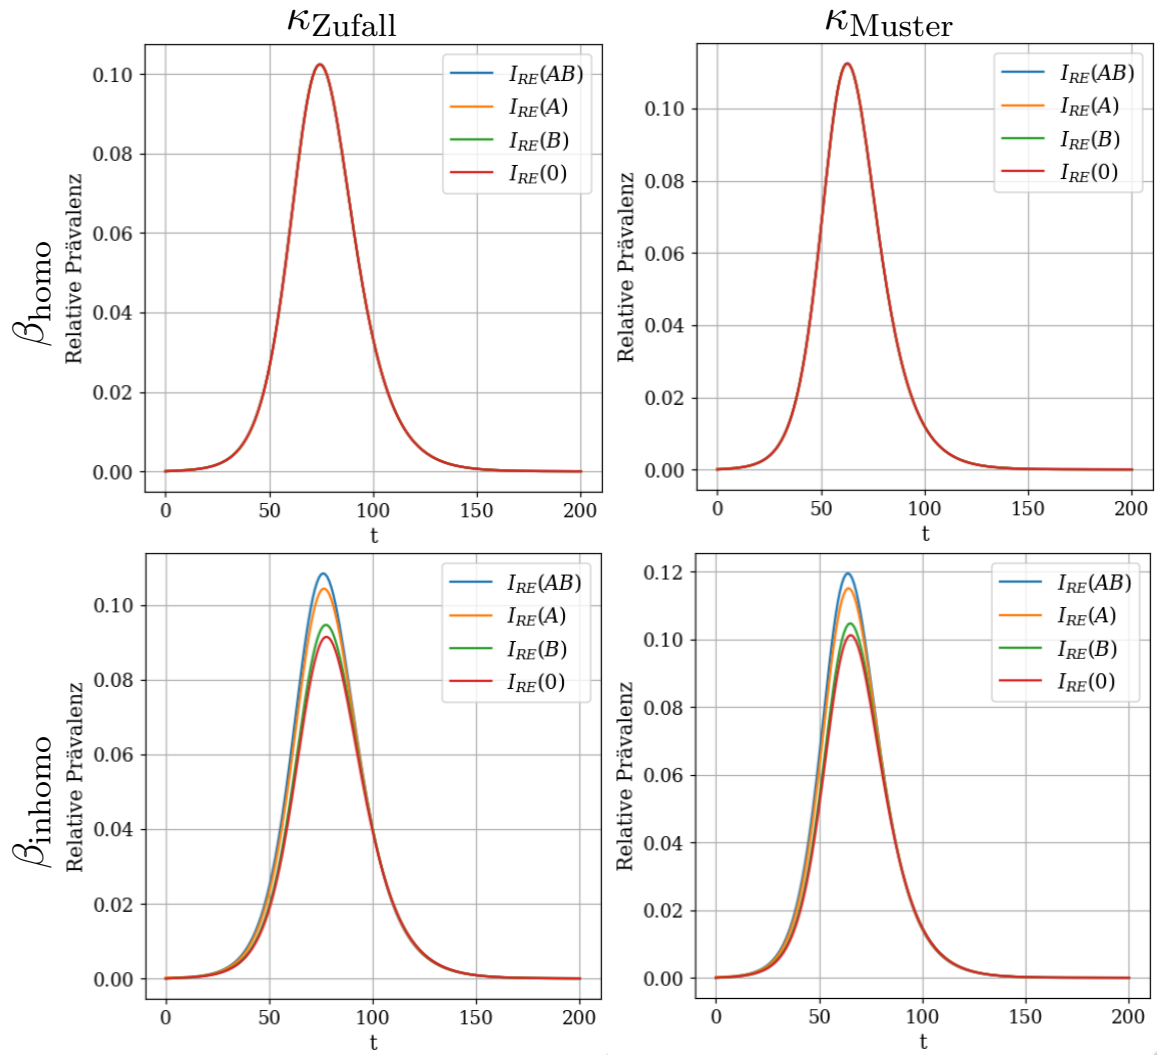 κZufall
κMuster
βhomo
Relative Prävalenz
0.10
0.08
0.06
0.04
0.02
0.00
0 50 100 150 200
t
IRE(AB)
IRE(A)
IRE(B)
IRE(0)
Relative Prävalenz
0.10
0.08
0.06
0.04
0.02
0.00
0 50 100 150 200
t
IRE(AB)
IRE(A)
IRE(B)
IRE(0)
βinhomo
Relative Prävalenz
0.10
0.08
0.06
0.04
0.02
0.00
0 50 100 150 200
t
IRE(AB)
IRE(A)
IRE(B)
IRE(0)
Relative Prävalenz
0.12
0.10
0.08
0.06
0.04
0.02
0.00
0 50 100 150 200
t
IRE(AB)
IRE(A)
IRE(B)
IRE(0)